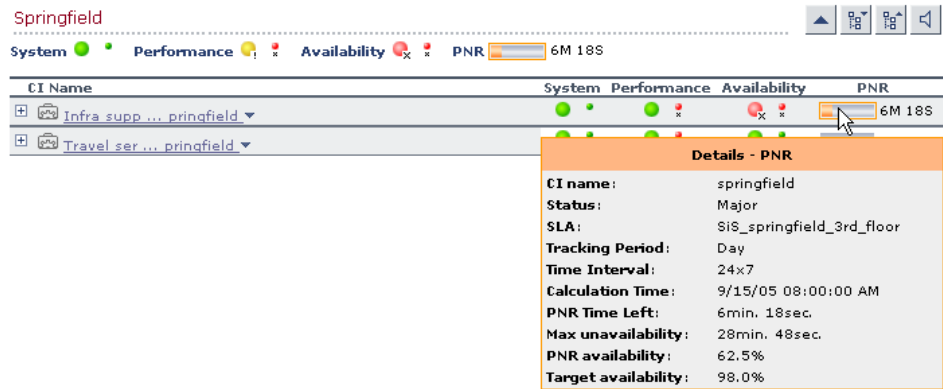 Springfield
System Performance Availability PNR 6M 18S
CI Name System Performance Availability PNR
Infra supp ... pringfield 6M 18S
Travel ser ... pringfield
Details - PNR
CI name: springfield
Status: Major
SLA: SiS_springfield_3rd_floor
Tracking Period: Day
Time Interval: 24x7
Calculation Time: 9/15/05 08:00:00 AM
PNR Time Left: 6min. 18sec.
Max unavailability: 28min. 48sec.
PNR availability: 62.5%
Target availability: 98.0%